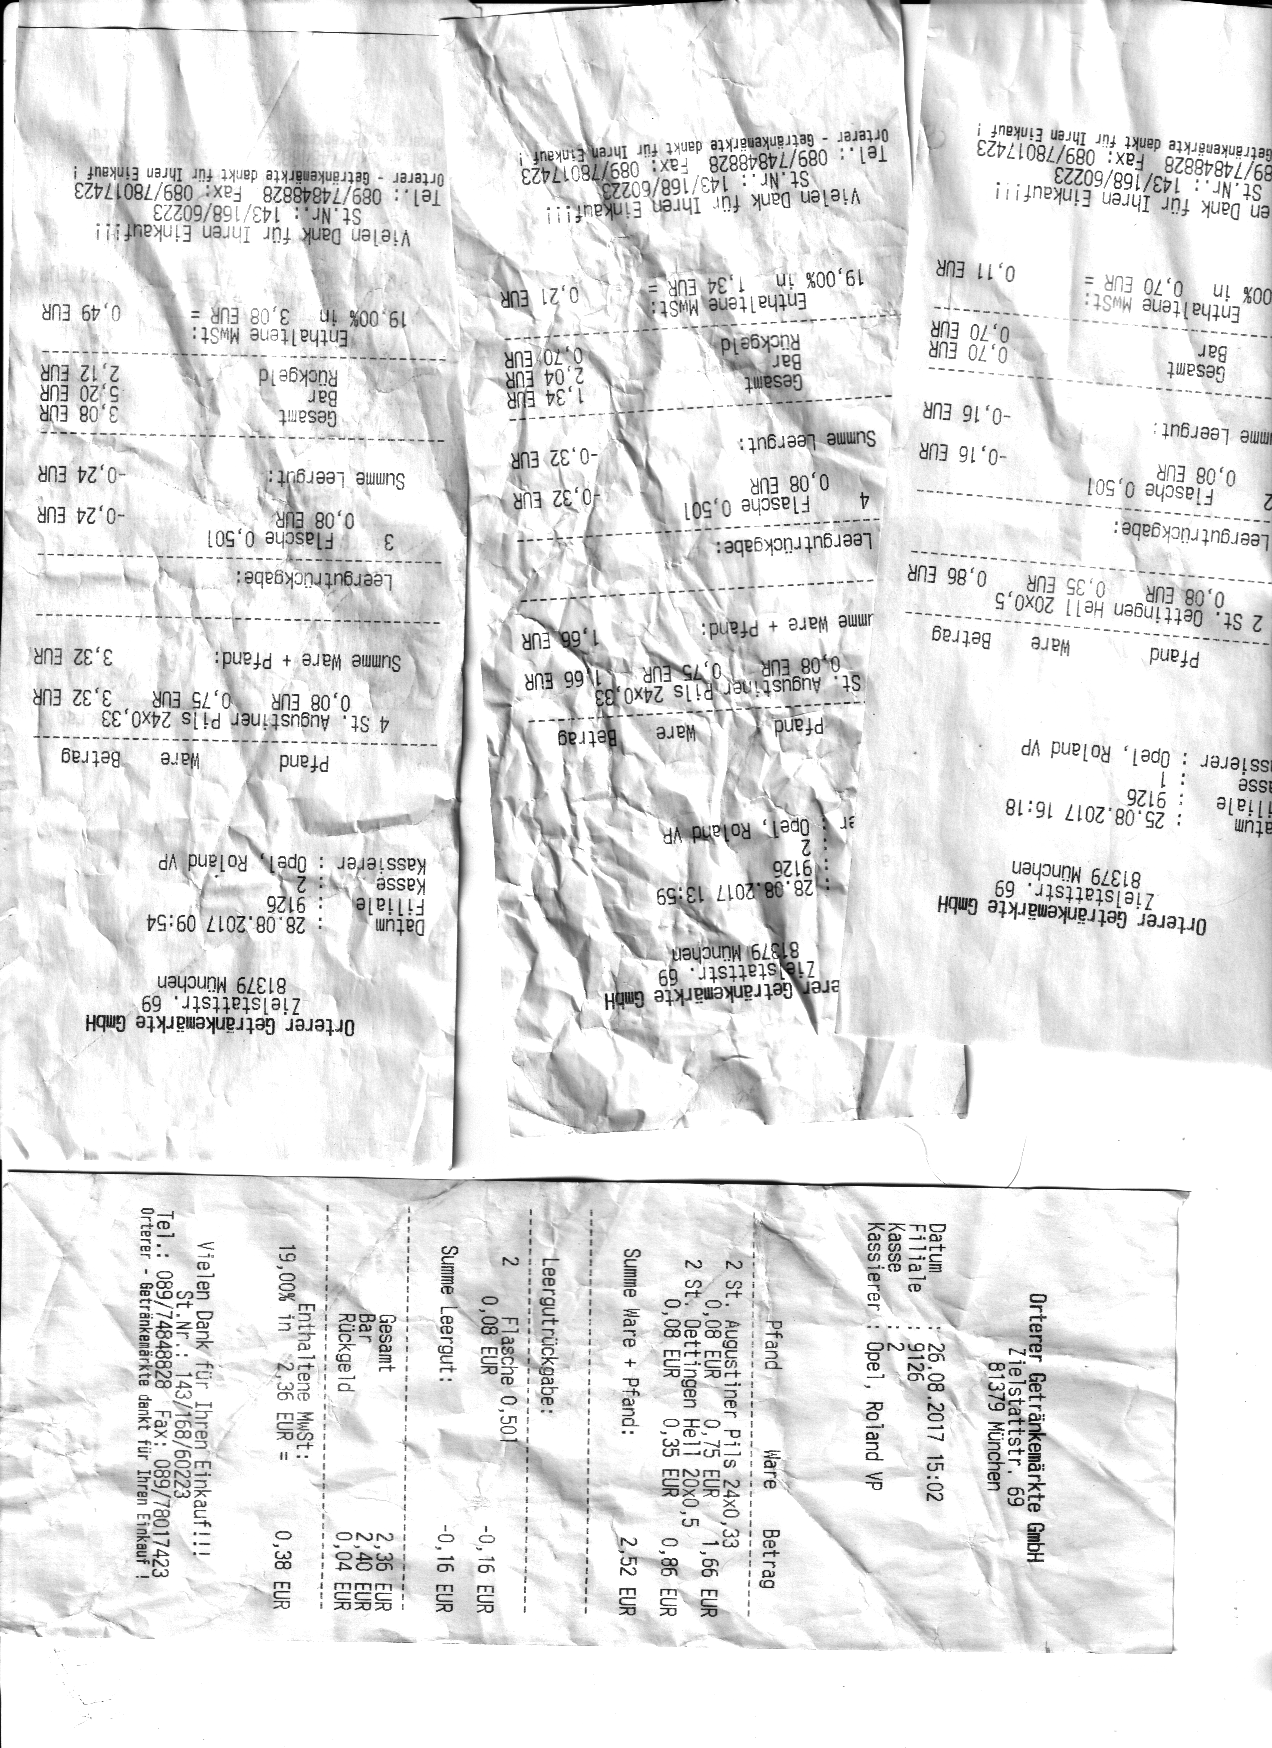 Orterer Getränkemärkte GmbH
Zielstattstr. 69
81379 München
Datum : 28.08.2017 09:54
Filiale : 9126
Kasse : 2
Kassierer : Opel, Roland VP
Pfand Ware Betrag
4 St. Augustiner Pils 24x0,33
0,08 EUR 0,75 EUR 3,32 EUR
Summe Ware + Pfand: 3,32 EUR
Leergutrückgabe:
3 Flasche 0,50l
0,08 EUR -0,24 EUR
Summe Leergut: -0,24 EUR
Gesamt 3,08 EUR
Bar 5,20 EUR
Rückgeld 2,12 EUR
Enthaltene MwSt:
19,00% in 3,08 EUR = 0,49 EUR
Vielen Dank für Ihren Einkauf!!!
St.Nr.: 143/168/60223
Tel.: 089/74848828 Fax: 089/78017423
Orterer - Getränkemärkte dankt für Ihren Einkauf !
erer Getränkemärkte GmbH
Zielstattstr. 69
81379 München
: 28.08.2017 13:59
: 9126
: 2
er : Opel, Roland VP
Pfand Ware Betrag
St. Augustiner Pils 24x0,33
0,08 EUR 0,75 EUR 1,66 EUR
umme Ware + Pfand: 1,66 EUR
Leergutrückgabe:
4 Flasche 0,50l
0,08 EUR -0,32 EUR
Summe Leergut: -0,32 EUR
Gesamt 1,34 EUR
Bar 2,04 EUR
Rückgeld 0,70 EUR
Enthaltene MwSt:
19,00% in 1,34 EUR = 0,21 EUR
Vielen Dank für Ihren Einkauf!!!
St.Nr.: 143/168/60223
Tel.: 089/74848828 Fax: 089/78017423
Orterer - Getränkemärkte dankt für Ihren Einkauf !
Orterer Getränkemärkte GmbH
Zielstattstr. 69
81379 München
atum : 25.08.2017 16:18
iliale : 9126
asse : 1
ssierer : Opel, Roland VP
Pfand Ware Betrag
2 St. Oettingen Hell 20x0,5
0,08 EUR 0,35 EUR 0,86 EUR
Leergutrückgabe:
2 Flasche 0,50l
0,08 EUR -0,16 EUR
mme Leergut: -0,16 EUR
Gesamt 0,70 EUR
Bar 0,70 EUR
Enthaltene MwSt:
00% in 0,70 EUR = 0,11 EUR
en Dank für Ihren Einkauf!!!
St.Nr.: 143/168/60223
89/74848828 Fax: 089/78017423
Getränkemärkte dankt für Ihren Einkauf !
Orterer Getränkemärkte GmbH
Zielstattstr. 69
81379 München
Datum : 26.08.2017 15:02
Filiale : 9126
Kasse : 2
Kassierer : Opel, Roland VP
Pfand Ware Betrag
2 St. Augustiner Pils 24x0,33
0,08 EUR 0,75 EUR 1,66 EUR
2 St. Oettingen Hell 20x0,5
0,08 EUR 0,35 EUR 0,86 EUR
Summe Ware + Pfand: 2,52 EUR
Leergutrückgabe:
2 Flasche 0,50l
0,08 EUR -0,16 EUR
Summe Leergut: -0,16 EUR
Gesamt 2,36 EUR
Bar 2,40 EUR
Rückgeld 0,04 EUR
Enthaltene MwSt:
19,00% in 2,36 EUR = 0,38 EUR
Vielen Dank für Ihren Einkauf!!!
St.Nr.: 143/168/60223
Tel.: 089/74848828 Fax: 089/78017423
Orterer - Getränkemärkte dankt für Ihren Einkauf !